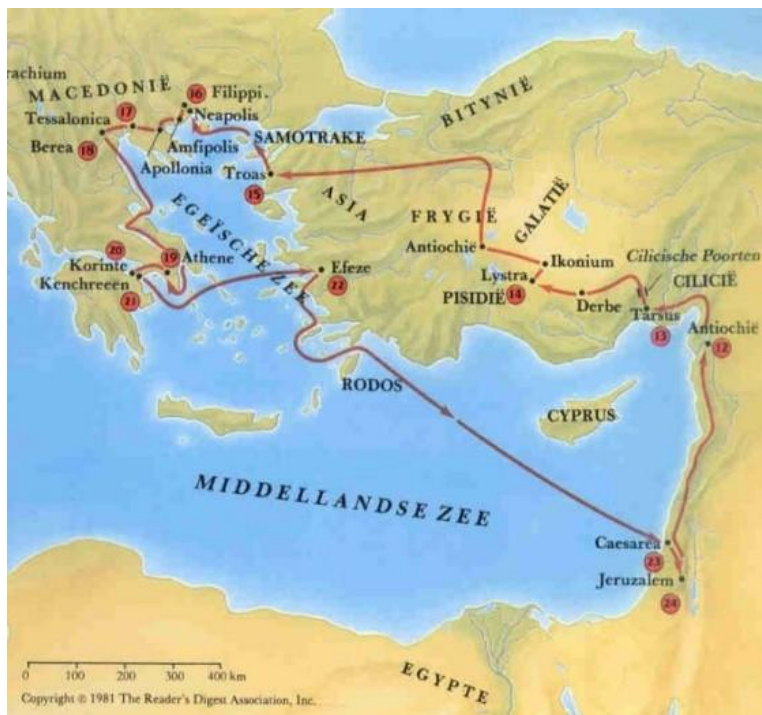 rachium
MACEDONIË
16 Filippi.
Neapolis
17
Tessalonica
Berea 18
Amfipolis
Apollonia
SAMOTRAKE
BITYNIË
Troas
15
ASIA
FRYGIË
GALATIË
EGEÏSCHE ZEE
Antiochië
Ikonium
Cilicische Poorten
CILICIË
20
19 Athene
Korinte
Kenchreeën
21
Efeze
22
Lystra
PISIDIË 14
Derbe
Tarsus
13
Antiochië
12
RODOS
CYPRUS
MIDDELLANDSE ZEE
Caesarea
23
Jeruzalem
24
0 100 200 300 400 km
EGYPTE
Copyright © 1981 The Reader's Digest Association, Inc.